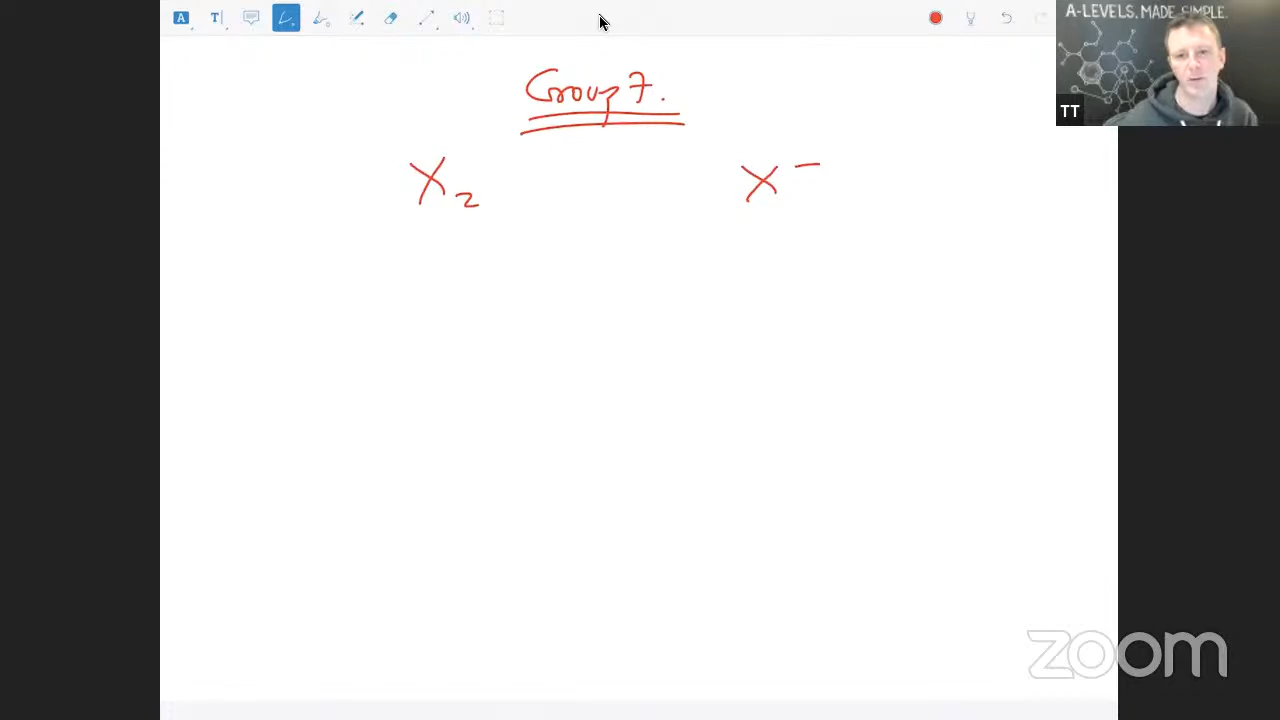 A T
A-LEVELS. MADE SIMPLE.
TT
Group 7.
X₂ X⁻
zoom